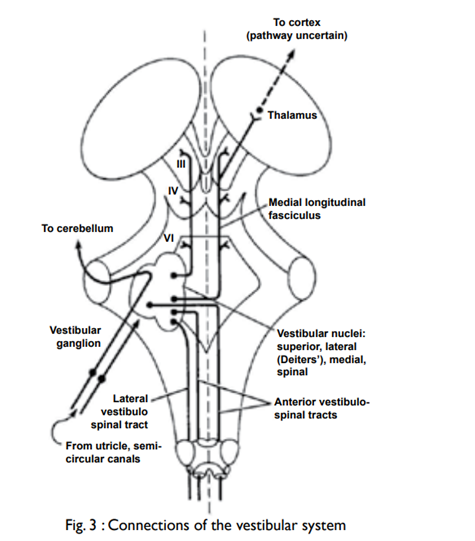 To cortex
(pathway uncertain)
Thalamus
III
IV
Medial longitudinal
fasciculus
To cerebellum
VI
Vestibular
ganglion
Vestibular nuclei:
superior, lateral
(Deiters'), medial,
spinal
Lateral
vestibulo
spinal tract
Anterior vestibulo-
spinal tracts
From utricle, semi-
circular canals
Fig. 3 : Connections of the vestibular system